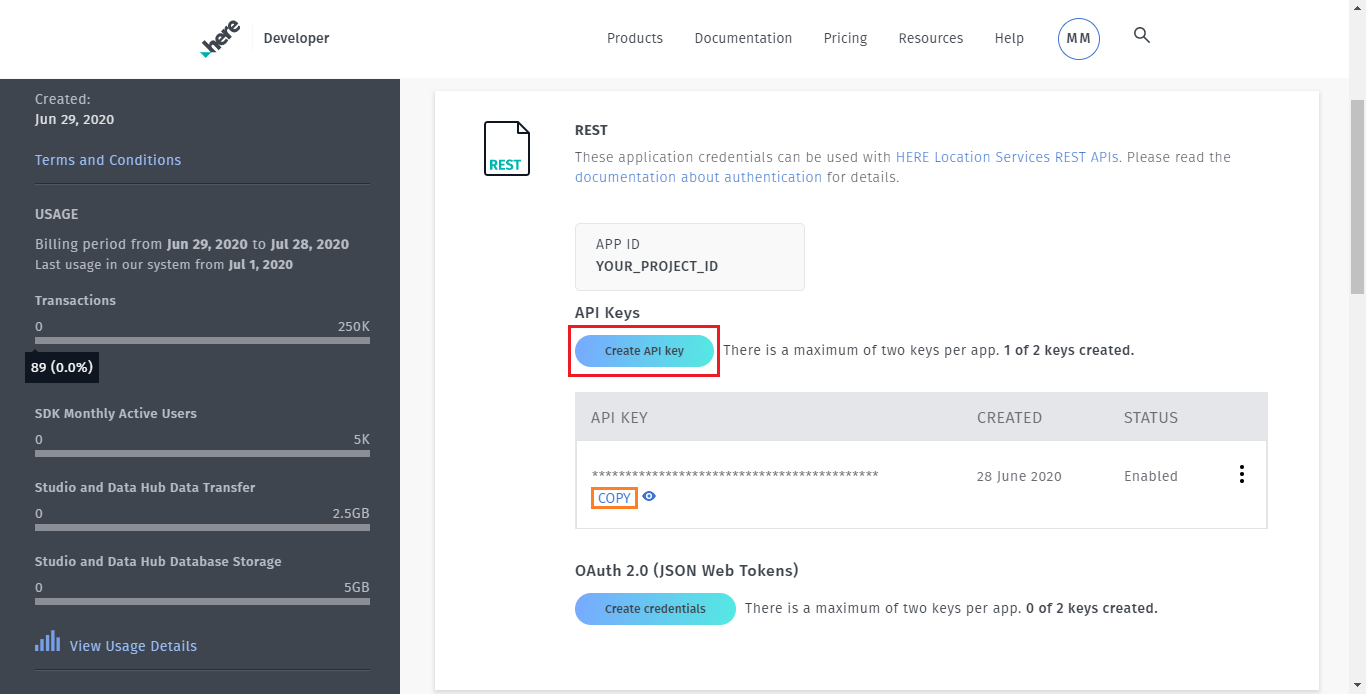 here
Developer
Products
Documentation
Pricing
Resources
Help
MM
Created:
Jun 29, 2020
Terms and Conditions
USAGE
Billing period from Jun 29, 2020 to Jul 28, 2020
Last usage in our system from Jul 1, 2020
Transactions
0 250K
89 (0.0%)
SDK Monthly Active Users
0 5K
Studio and Data Hub Data Transfer
0 2.5GB
Studio and Data Hub Database Storage
0 5GB
View Usage Details
REST
REST
These application credentials can be used with HERE Location Services REST APIs. Please read the
documentation about authentication for details.
APP ID
YOUR_PROJECT_ID
API Keys
Create API key There is a maximum of two keys per app. 1 of 2 keys created.
API KEY CREATED STATUS
******************************************* 28 June 2020 Enabled
COPY
OAuth 2.0 (JSON Web Tokens)
Create credentials There is a maximum of two keys per app. 0 of 2 keys created.